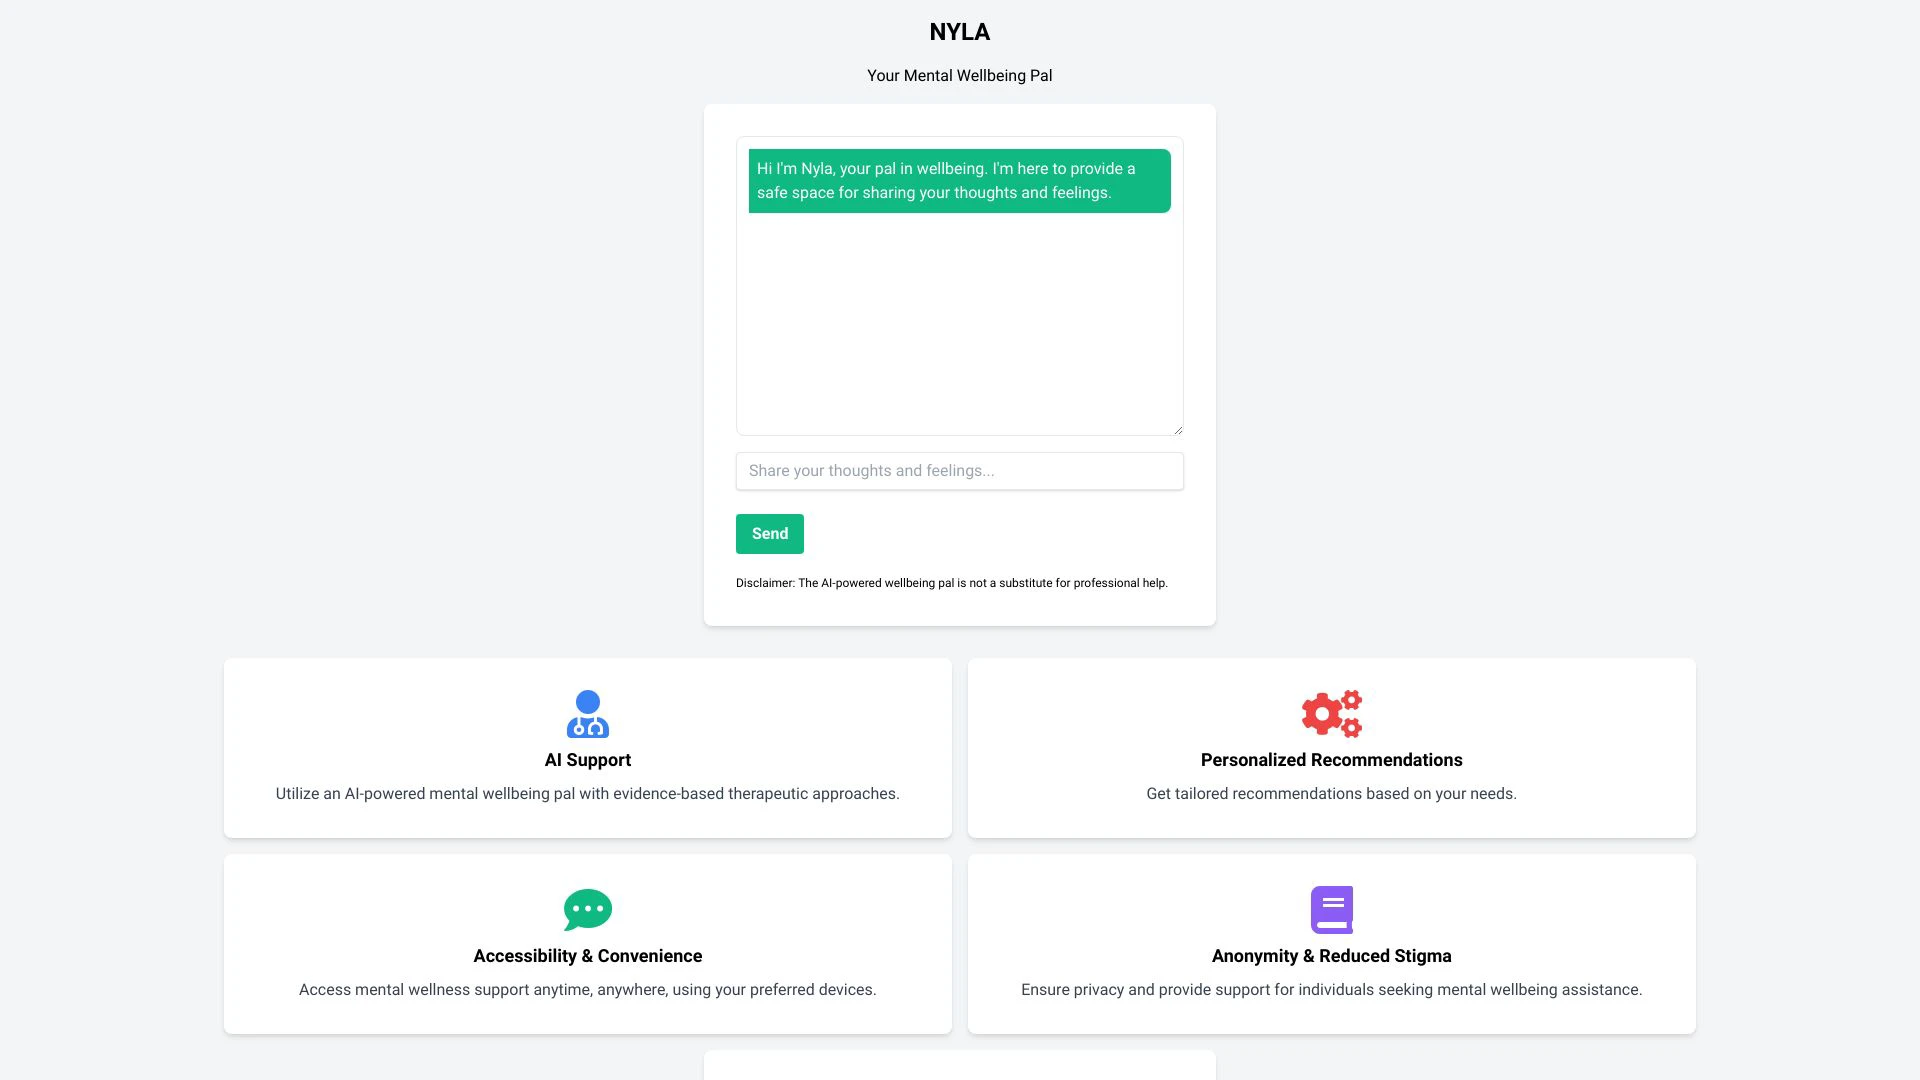 NYLA
Your Mental Wellbeing Pal
Hi I'm Nyla, your pal in wellbeing. I'm here to provide a
safe space for sharing your thoughts and feelings.
Share your thoughts and feelings...
Send
Disclaimer: The AI-powered wellbeing pal is not a substitute for professional help.
AI Support
Utilize an AI-powered mental wellbeing pal with evidence-based therapeutic approaches.
Personalized Recommendations
Get tailored recommendations based on your needs.
Accessibility & Convenience
Access mental wellness support anytime, anywhere, using your preferred devices.
Anonymity & Reduced Stigma
Ensure privacy and provide support for individuals seeking mental wellbeing assistance.